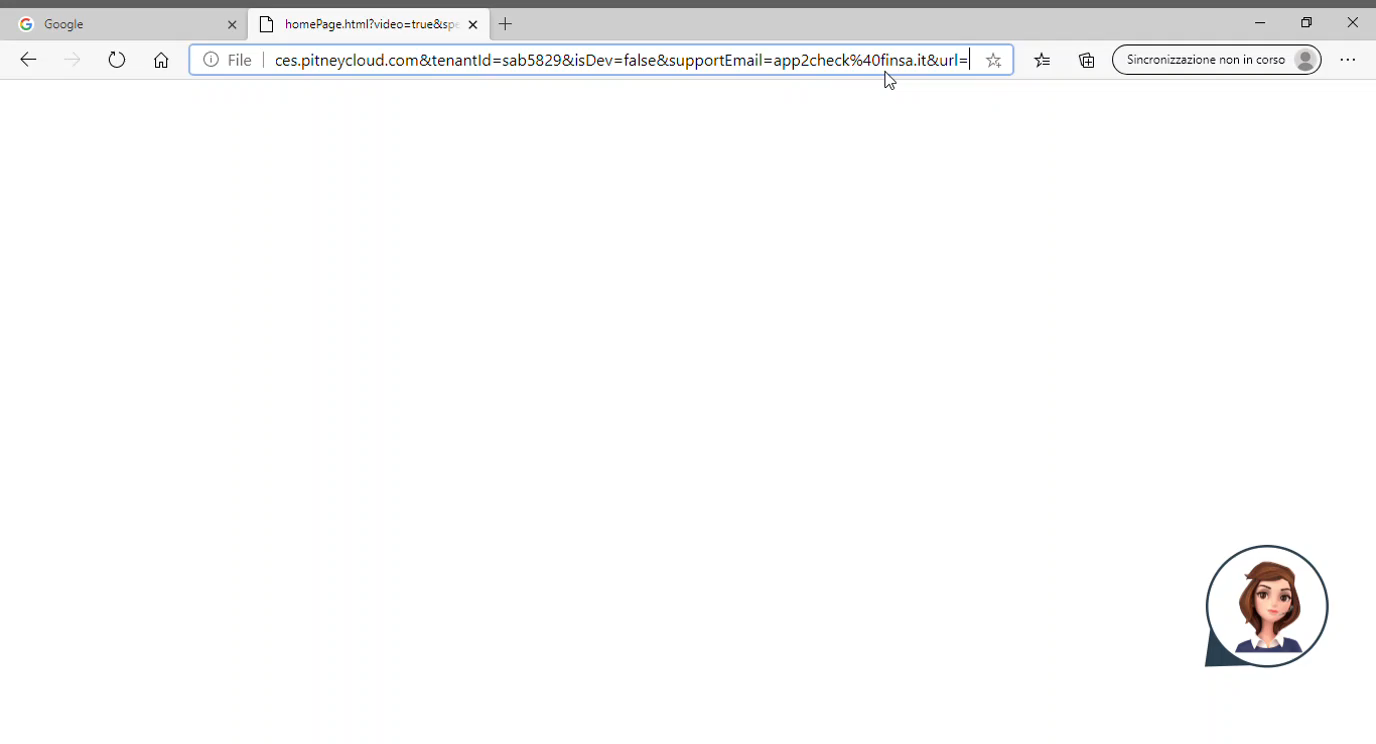 Google
homePage.html?video=true&spe
File
ces.pitneycloud.com&tenantId=sab5829&isDev=false&supportEmail=app2check%40finsa.it&url=
Sincronizzazione non in corso